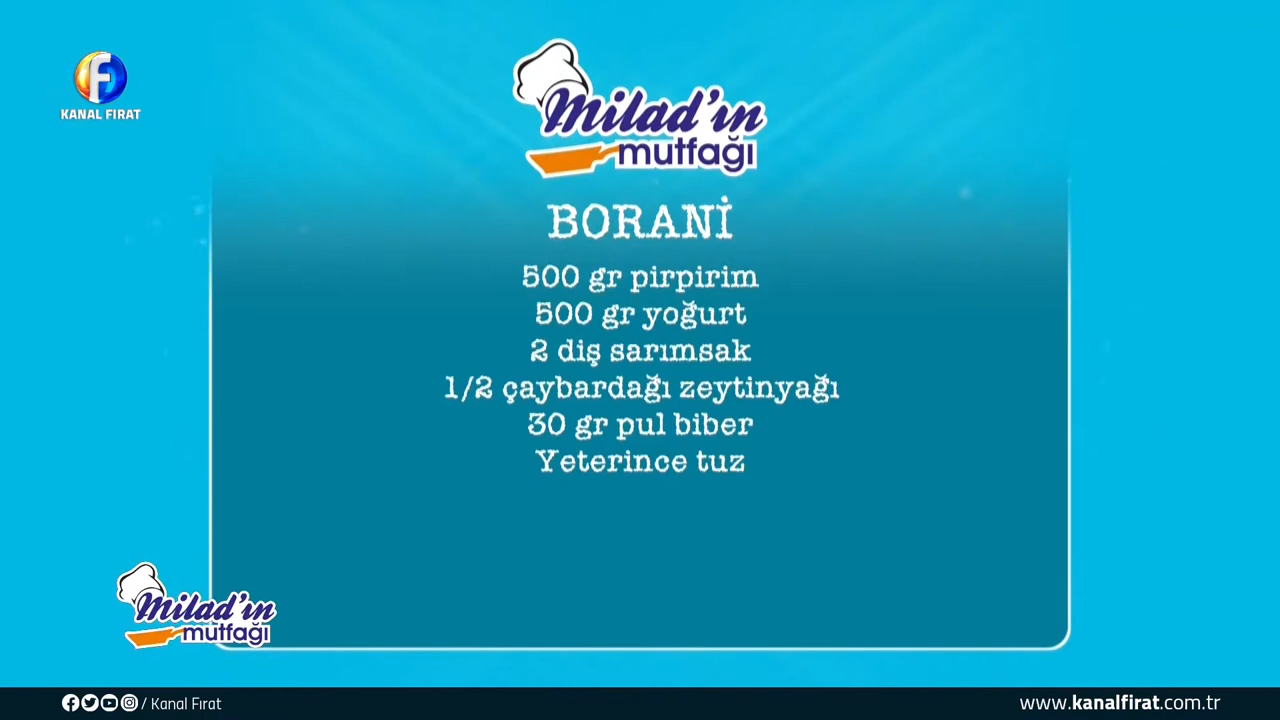 KANAL FIRAT
Milad'ın
mutfağı
BORANİ
500 gr pirpirim
500 gr yoğurt
2 diş sarımsak
1/2 çaybardağı zeytinyağı
30 gr pul biber
Yeterince tuz
Milad'ın
mutfağı
/ Kanal Fırat
www.kanalfirat.com.tr